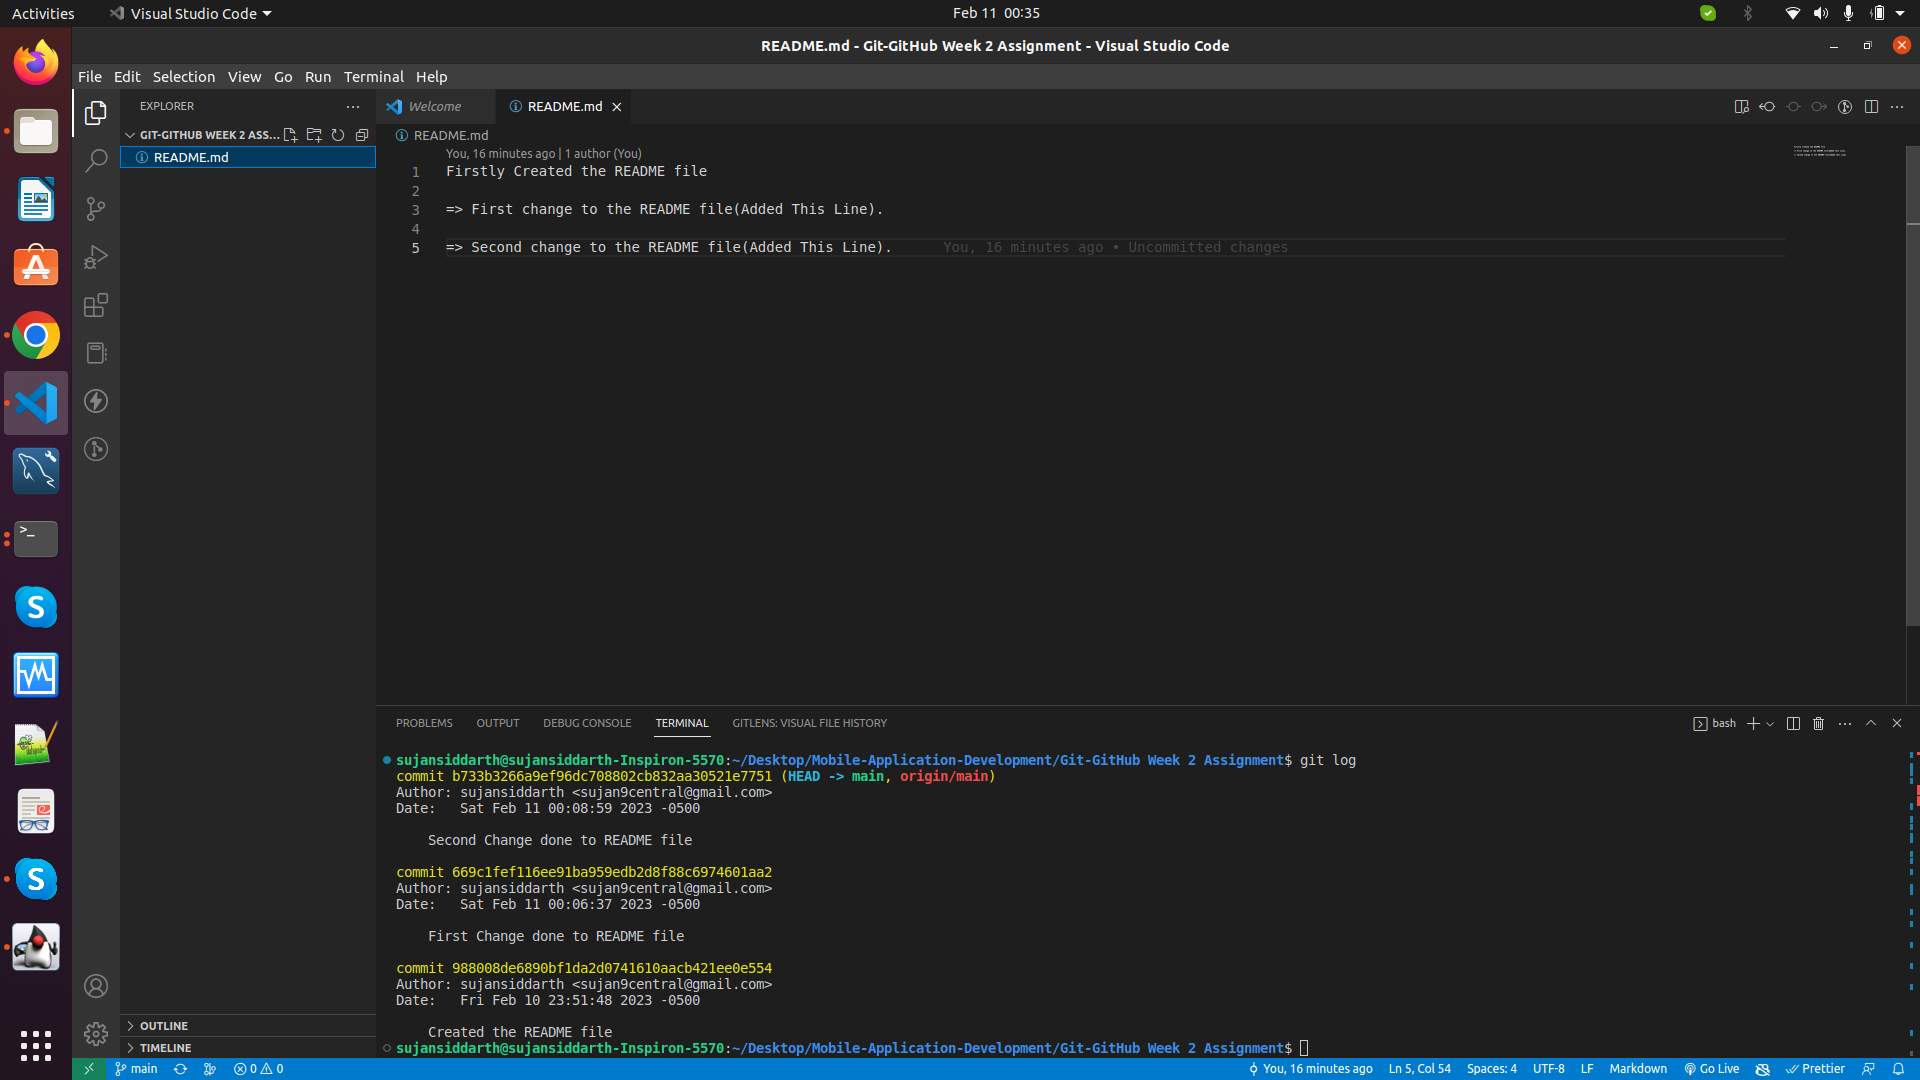 Activities
Visual Studio Code
Feb 11 00:35
README.md - Git-GitHub Week 2 Assignment - Visual Studio Code
File Edit Selection View Go Run Terminal Help
EXPLORER
Welcome
README.md
GIT-GITHUB WEEK 2 ASS...
README.md
README.md
You, 16 minutes ago | 1 author (You)
1 Firstly Created the README file
2
3 => First change to the README file(Added This Line).
4
5 => Second change to the README file(Added This Line). You, 16 minutes ago • Uncommitted changes
PROBLEMS OUTPUT DEBUG CONSOLE TERMINAL GITLENS: VISUAL FILE HISTORY
bash
sujansiddarth@sujansiddarth-Inspiron-5570:~/Desktop/Mobile-Application-Development/Git-GitHub Week 2 Assignment$ git log
commit b733b3266a9ef96dc708802cb832aa30521e7751 (HEAD -> main, origin/main)
Author: sujansiddarth <sujan9central@gmail.com>
Date:   Sat Feb 11 00:08:59 2023 -0500
Second Change done to README file
commit 669c1fef116ee91ba959edb2d8f88c6974601aa2
Author: sujansiddarth <sujan9central@gmail.com>
Date:   Sat Feb 11 00:06:37 2023 -0500
First Change done to README file
commit 988008de6890bf1da2d0741610aacb421ee0e554
Author: sujansiddarth <sujan9central@gmail.com>
Date:   Fri Feb 10 23:51:48 2023 -0500
Created the README file
sujansiddarth@sujansiddarth-Inspiron-5570:~/Desktop/Mobile-Application-Development/Git-GitHub Week 2 Assignment$
OUTLINE
TIMELINE
main 0 0 You, 16 minutes ago Ln 5, Col 54 Spaces: 4 UTF-8 LF Markdown Go Live Prettier